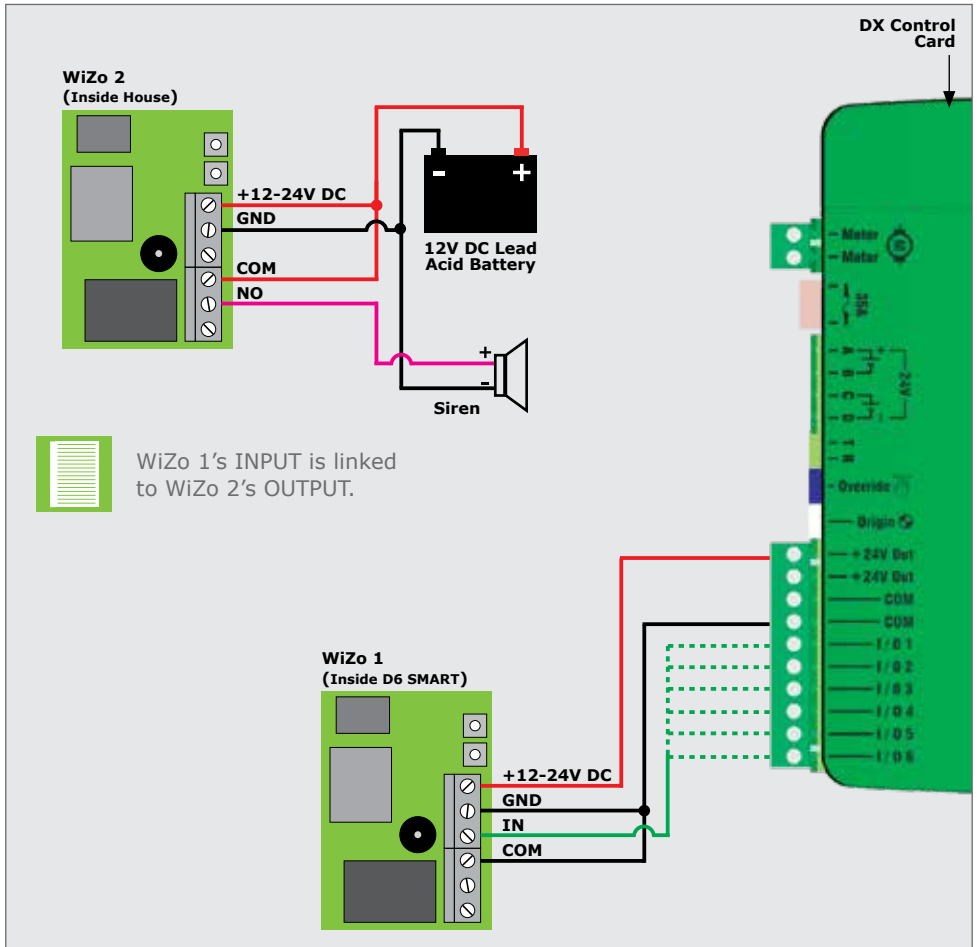 DX Control
Card
WiZo 2
(Inside House)
+12-24V DC
GND
COM
NO
-
+
12V DC Lead
Acid Battery
+
-
Siren
WiZo 1's INPUT is linked
to WiZo 2's OUTPUT.
Motor
Motor
M
35A
A
B
C
D
+
-
24V
Override
Origin
+ 24V Out
+ 24V Out
COM
COM
I/O 1
I/O 2
I/O 3
I/O 4
I/O 5
I/O 6
WiZo 1
(Inside D6 SMART)
+12-24V DC
GND
IN
COM